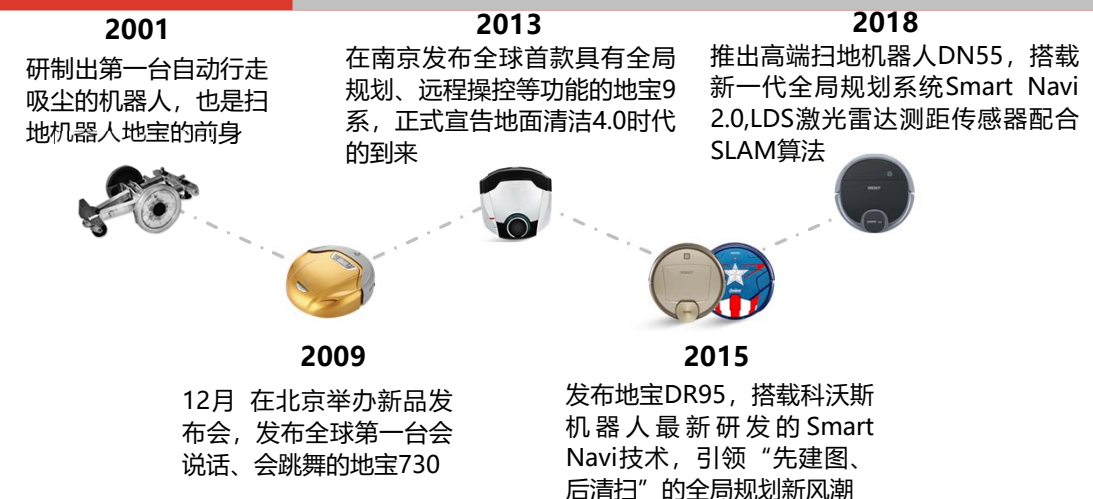 2001
研制出第一台自动行走
吸尘的机器人，也是扫
地机器人地宝的前身
2013
在南京发布全球首款具有全局
规划、远程操控等功能的地宝9
系，正式宣告地面清洁4.0时代
的到来
2018
推出高端扫地机器人DN55，搭载
新一代全局规划系统Smart Navi
2.0,LDS激光雷达测距传感器配合
SLAM算法
2009
12月 在北京举办新品发
布会，发布全球第一台会
说话、会跳舞的地宝730
2015
发布地宝DR95，搭载科沃斯
机器人最新研发的Smart
Navi技术，引领“先建图、
后清扫”的全局规划新风潮